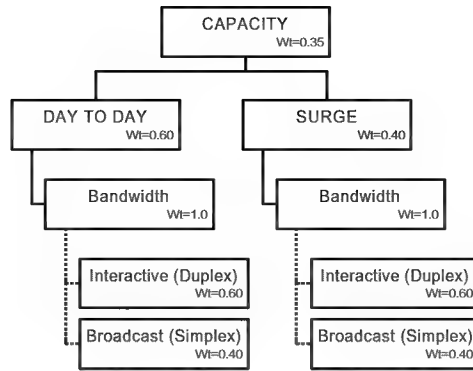 CAPACITY
Wt=0.35
DAY TO DAY
Wt=0.60
SURGE
Wt=0.40
Bandwidth
Wt=1.0
Bandwidth
Wt=1.0
Interactive (Duplex)
Wt=0.60
Interactive (Duplex)
Wt=0.60
Broadcast (Simplex)
Wt=0.40
Broadcast (Simplex)
Wt=0.40